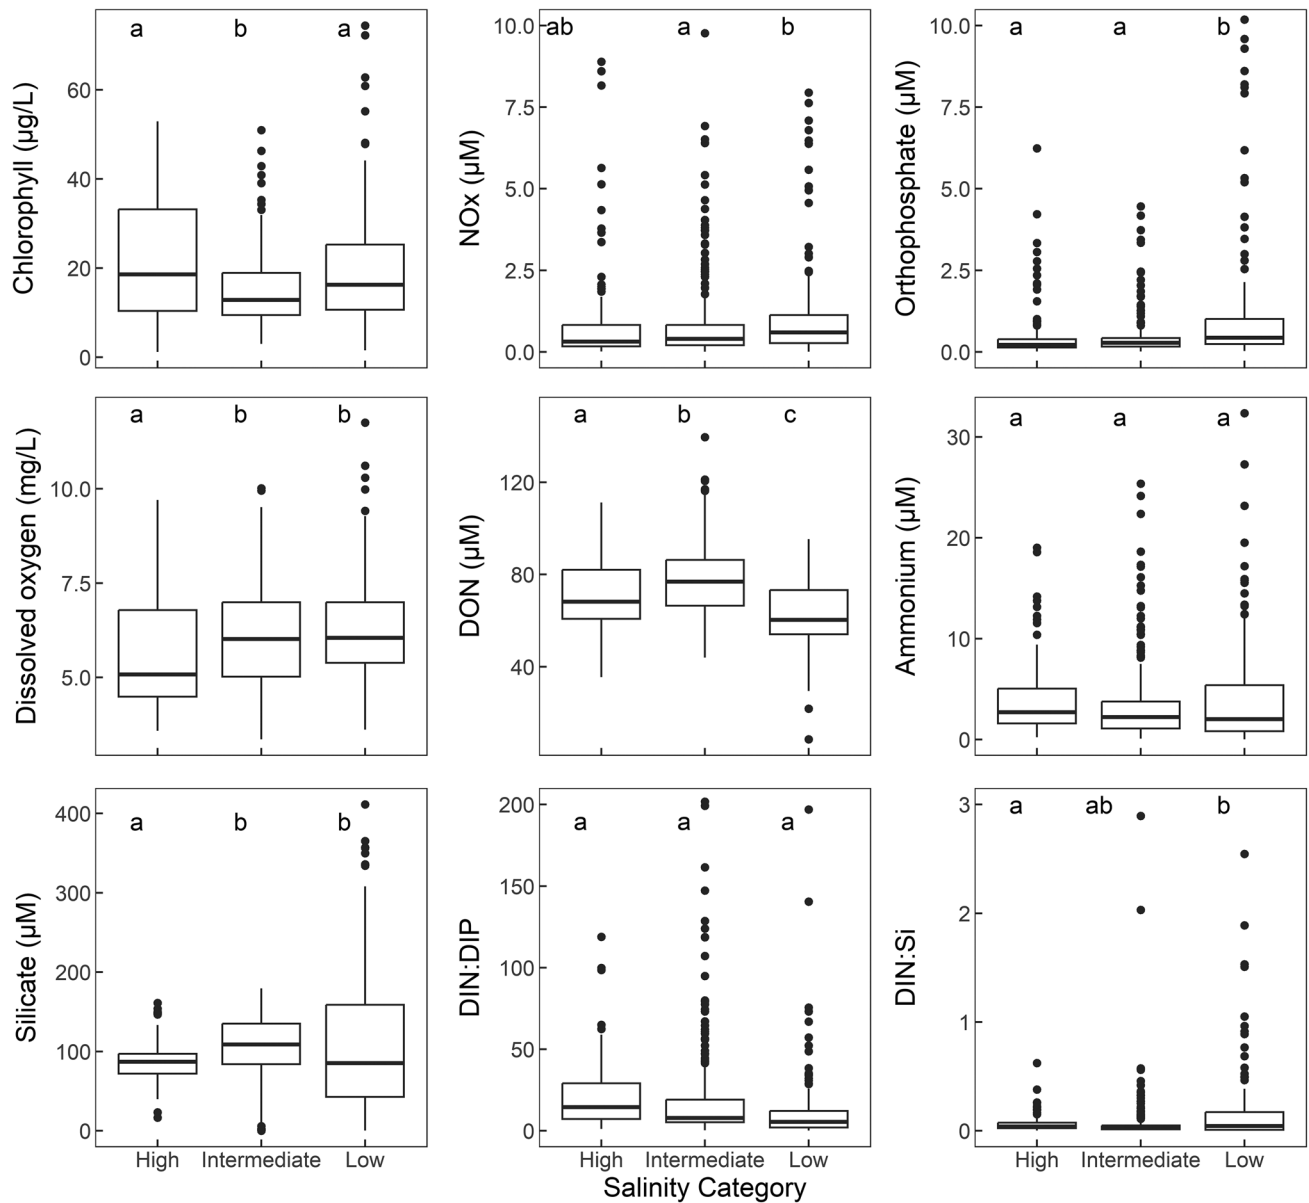 Chlorophyll (μg/L)
60
40
20
0
a b a
NOx (μM)
10.0
7.5
5.0
2.5
0.0
ab a b
Orthophosphate (μM)
10.0
7.5
5.0
2.5
0.0
a a b
Dissolved oxygen (mg/L)
10.0
7.5
5.0
a b b
DON (μM)
120
80
40
a b c
Ammonium (μM)
30
20
10
0
a a a
Silicate (μM)
400
300
200
100
0
a b b
High Intermediate Low
DIN:DIP
200
150
100
50
0
a a a
High Intermediate Low
DIN:Si
3
2
1
0
a ab b
High Intermediate Low
Salinity Category